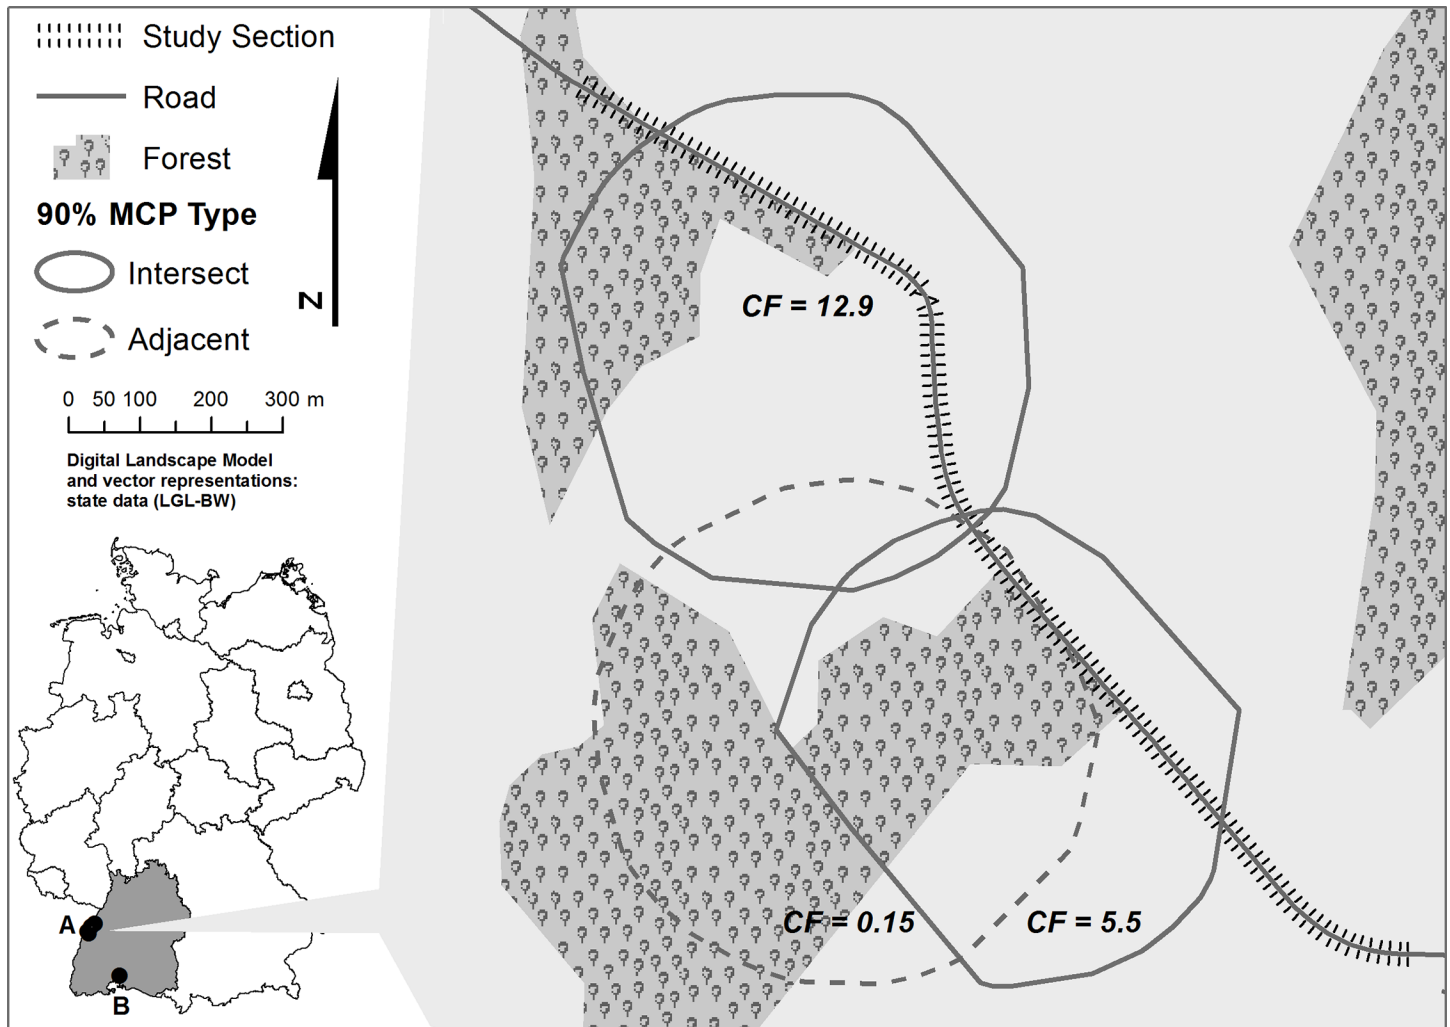 Study Section
Road
Forest
90% MCP Type
Intersect
Adjacent
N
0 50 100 200 300 m
Digital Landscape Model
and vector representations:
state data (LGL-BW)
A
B
CF = 12.9
CF = 0.15
CF = 5.5